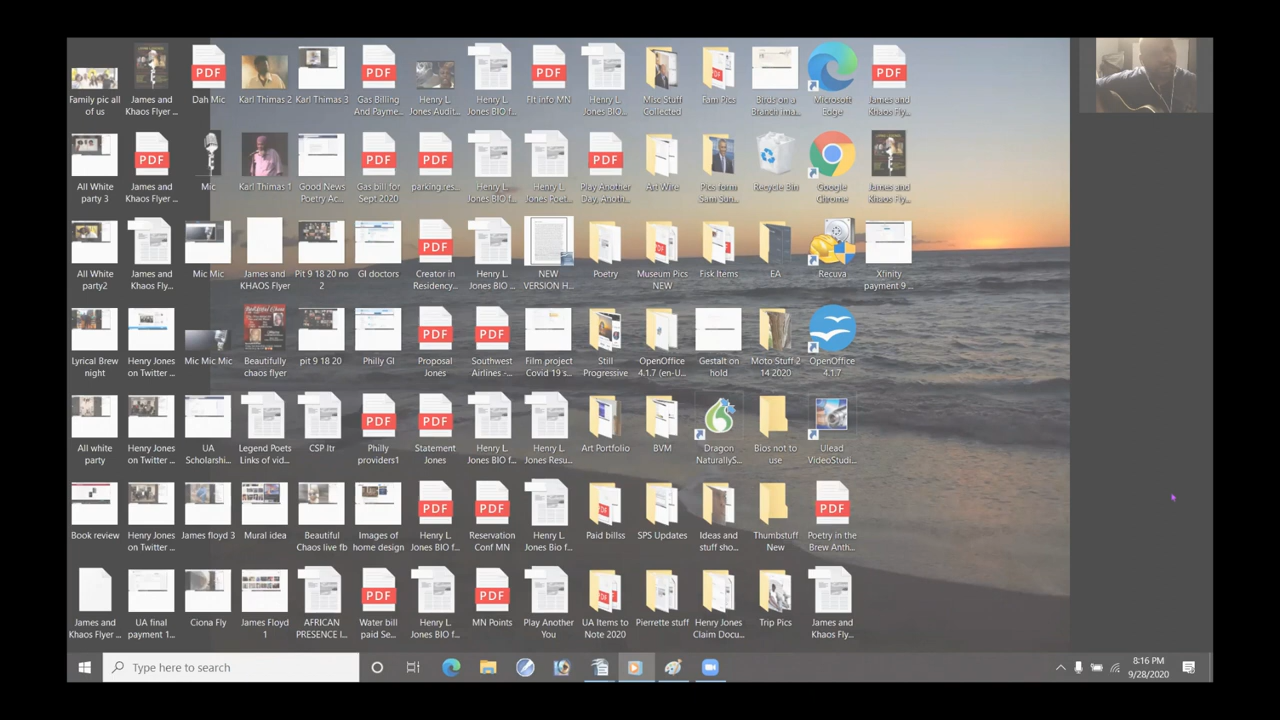 Family pic all
of us
James and
Khaos Flyer ...
Dah Mic
Karl Thimas 2
Karl Thimas 3
Gas Billing
And Payme...
Henry L.
Jones Audit...
Henry L.
Jones BIO f...
Flt info MN
Henry L.
Jones BIO...
Misc Stuff
Collected
Fam Pics
Birds on a
Branch Ima...
Microsoft
Edge
James and
Khaos Fly...
All White
party 3
James and
Khaos Flyer ...
Mic
Karl Thimas 1
Good News
Poetry Ac...
Gas bill for
Sept 2020
parking.res...
Henry L.
Jones BIO f...
Henry L.
Jones Poet...
Play Another
Day, Anoth...
Art Wire
Pics form
Sam Sun...
Recycle Bin
Google
Chrome
James and
Khaos Fly...
All White
party2
James and
Khaos Fly...
Mic Mic
James and
KHAOS Flyer
Pit 9 18 20 no
2
GI doctors
Creator in
Residency...
Henry L.
Jones BIO ...
NEW
VERSION H...
Poetry
Museum Pics
NEW
Fisk Items
EA
Recuva
Xfinity
payment 9 ...
Lyrical Brew
night
Henry Jones
on Twitter ...
Mic Mic Mic
Beautifully
chaos flyer
pit 9 18 20
Philly GI
Proposal
Jones
Southwest
Airlines -...
Film project
Covid 19 s...
Still
Progressive
OpenOffice
4.1.7 (en-U...
Gestalt on
hold
Moto Stuff 2
14 2020
OpenOffice
4.1.7
All white
party
Henry Jones
on Twitter ...
UA
Scholarshi...
Legend Poets
Links of vid...
CSP ltr
Philly
providers1
Statement
Jones
Henry L.
Jones BIO f...
Henry L.
Jones Resu...
Art Portfolio
BVM
Dragon
NaturallyS...
Bios not to
use
Ulead
VideoStudi...
Book review
Henry Jones
on Twitter ...
James floyd 3
Mural idea
Beautiful
Chaos live fb
Images of
home design
Henry L.
Jones BIO f...
Reservation
Conf MN
Henry L.
Jones BIO f...
Paid billss
SPS Updates
Ideas and
stuff sho...
Thumbstuff
New
Poetry in
the Brew Anth...
James and
Khaos Flyer ...
UA final
payment 1...
Ciona Fly
James Floyd
1
AFRICAN
PRESENCE I...
Water bill
paid Se...
Henry L.
Jones BIO f...
MN Points
Play Another
You
UA Items to
Note 2020
Pierrette stuff
Henry Jones
Claim Docu...
Trip Pics
James and
Khaos Fly...
Type here to search
8:16 PM
9/28/2020